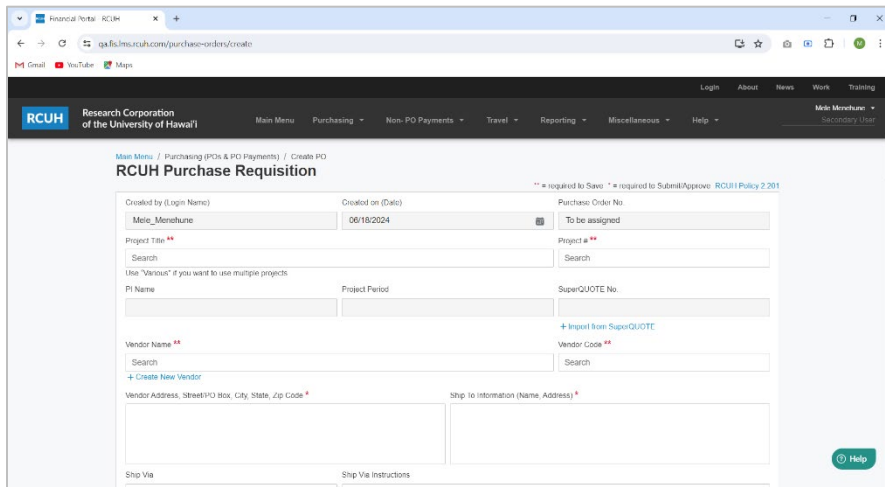 Financial Portal - RCUH
qa.fis.lms.rcuh.com/purchase-orders/create
M
Gmail YouTube Maps
Login About News Work Training
RCUH
Research Corporation
of the University of Hawai'i
Main Menu Purchasing Non- PO Payments Travel Reporting Miscellaneous Help
Mele Menehune
Secondary User
Main Menu / Purchasing (POs & PO Payments) / Create PO
RCUH Purchase Requisition
** = required to Save * = required to Submit/Approve RCUH Policy 2.201
Created by (Login Name) Created on (Date) Purchase Order No.
Mele_Menehune 06/18/2024 To be assigned
Project Title ** Project # **
Search Search
Use "Various" if you want to use multiple projects
PI Name Project Period SuperQUOTE No.
+ Import from SuperQUOTE
Vendor Name ** Vendor Code **
Search Search
+ Create New Vendor
Vendor Address, Street/PO Box, City, State, Zip Code * Ship To Information (Name, Address) *
? Help
Ship Via Ship Via Instructions